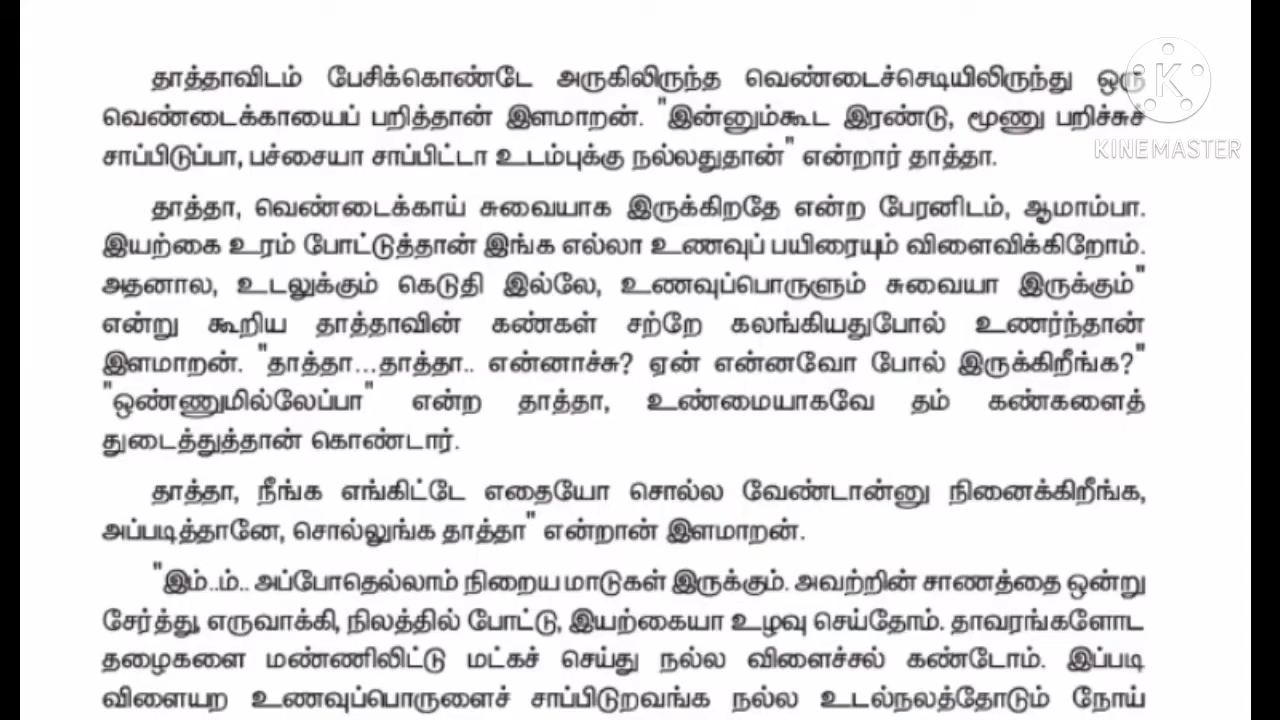 தாத்தாவிடம் பேசிக்கொண்டே அருகிலிருந்த வெண்டைச்செடியிலிருந்து ஒரு
வெண்டைக்காயைப் பறித்தான் இளமாறன். "இன்னும்கூட இரண்டு, மூணு பறிச்சுச்
சாப்பிடுப்பா, பச்சையா சாப்பிட்டா உடம்புக்கு நல்லதுதான்" என்றார் தாத்தா.
KINEMASTER
தாத்தா, வெண்டைக்காய் சுவையாக இருக்கிறதே என்ற பேரனிடம், ஆமாம்பா.
இயற்கை உரம் போட்டுத்தான் இங்க எல்லா உணவுப் பயிரையும் விளைவிக்கிறோம்.
அதனால, உடலுக்கும் கெடுதி இல்லே, உணவுப்பொருளும் சுவையா இருக்கும்"
என்று கூறிய தாத்தாவின் கண்கள் சற்றே கலங்கியதுபோல் உணர்ந்தான்
இளமாறன். "தாத்தா...தாத்தா.. என்னாச்சு? ஏன் என்னவோ போல் இருக்கிறீங்க?"
"ஒண்ணுமில்லேப்பா" என்ற தாத்தா, உண்மையாகவே தம் கண்களைத்
துடைத்துத்தான் கொண்டார்.
தாத்தா, நீங்க எங்கிட்டே எதையோ சொல்ல வேண்டான்னு நினைக்கிறீங்க,
அப்படித்தானே, சொல்லுங்க தாத்தா" என்றான் இளமாறன்.
"இம்..ம்.. அப்போதெல்லாம் நிறைய மாடுகள் இருக்கும். அவற்றின் சாணத்தை ஒன்று
சேர்த்து, எருவாக்கி, நிலத்தில் போட்டு, இயற்கையா உழவு செய்தோம். தாவரங்களோட
தழைகளை மண்ணிலிட்டு மட்கச் செய்து நல்ல விளைச்சல் கண்டோம். இப்படி
விளையற உணவுப்பொருளைச் சாப்பிடுறவங்க நல்ல உடல்நலத்தோடும் நோய்